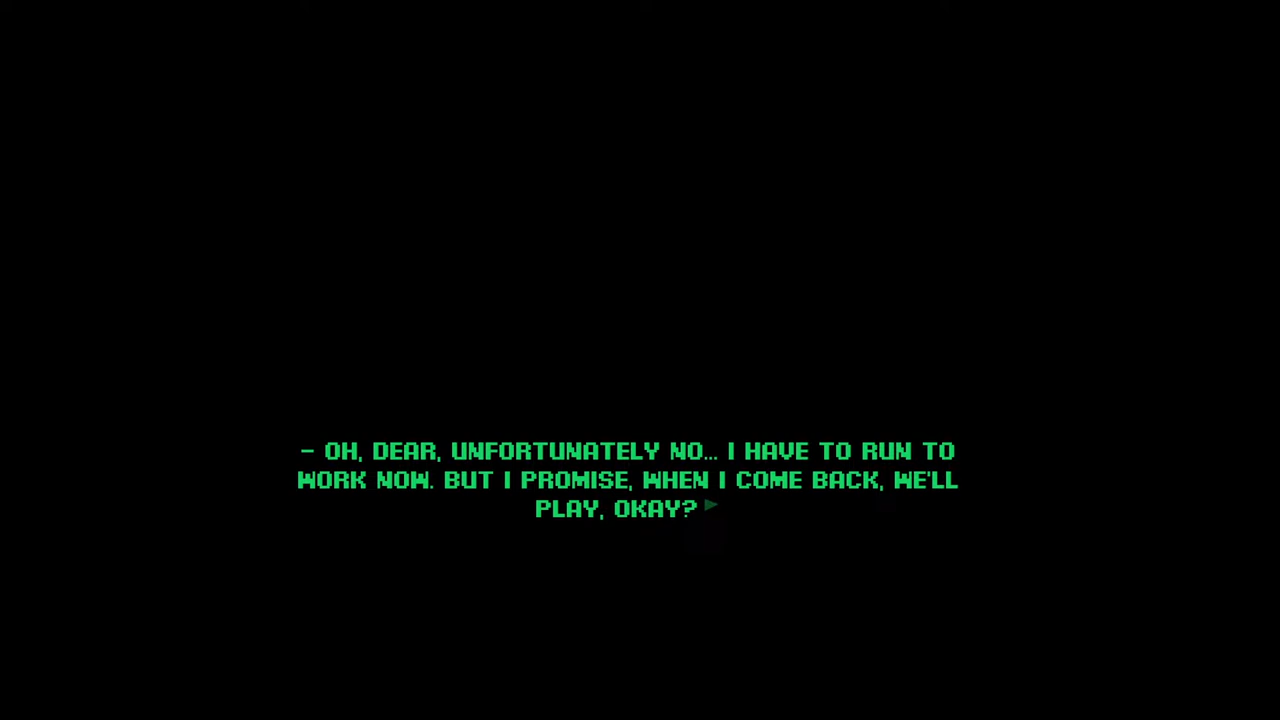 - OH, DEAR, UNFORTUNATELY NO... I HAVE TO RUN TO
WORK NOW. BUT I PROMISE, WHEN I COME BACK, WE'LL
PLAY, OKAY?